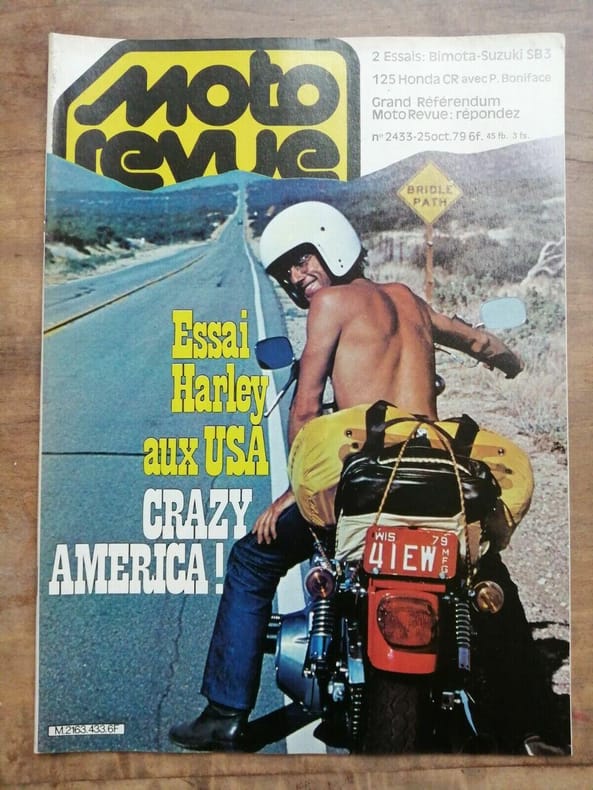 Moto
revue
2 Essais: Bimota-Suzuki SB3
125 Honda CR avec P. Boniface
Grand Référendum
Moto Revue: répondez
n° 2433-25 oct. 79 6f. 45 fb. 3 fs.
BRIDLE
PATH
Essai
Harley
aux USA
CRAZY
AMERICA!
WIS 79
41EW MFG
M.2163.433.6F